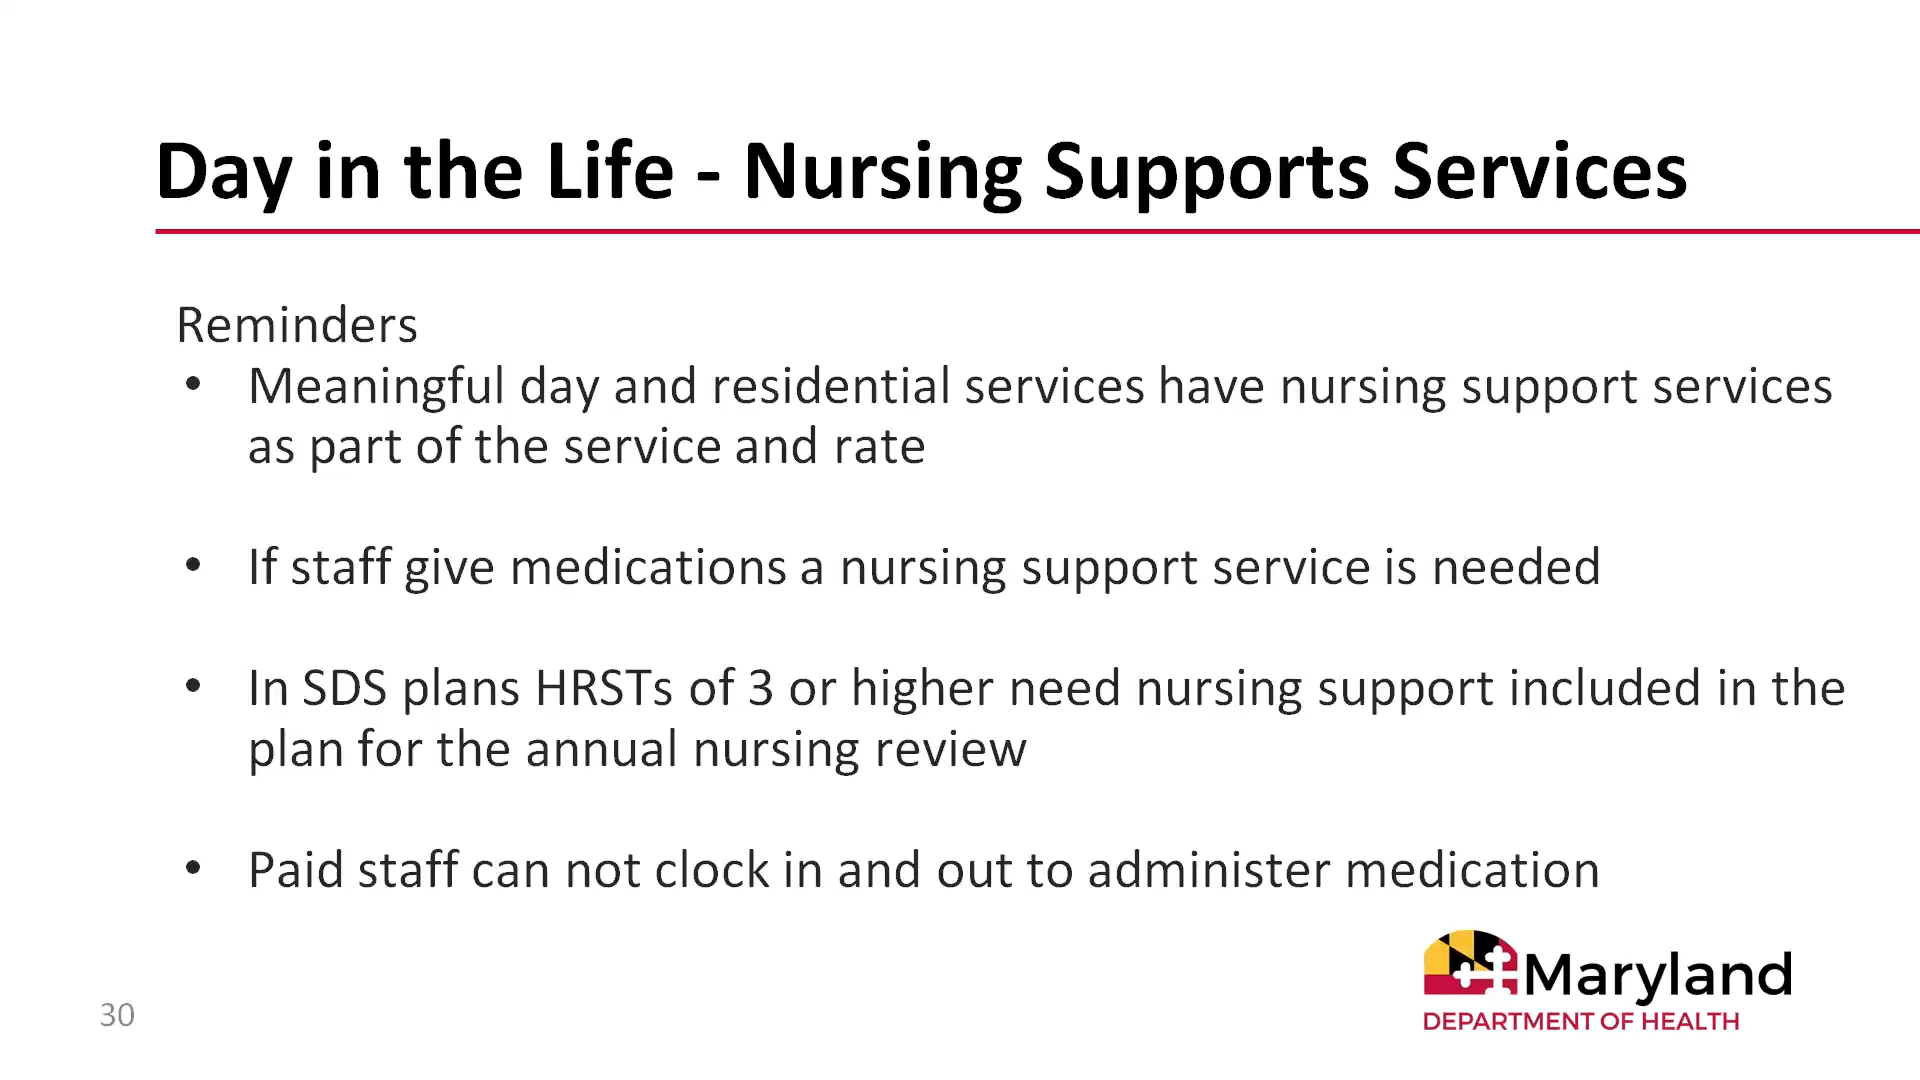 Day in the Life - Nursing Supports Services
Reminders
• Meaningful day and residential services have nursing support services
as part of the service and rate
• If staff give medications a nursing support service is needed
• In SDS plans HRSTs of 3 or higher need nursing support included in the
plan for the annual nursing review
• Paid staff can not clock in and out to administer medication
Maryland
DEPARTMENT OF HEALTH
30